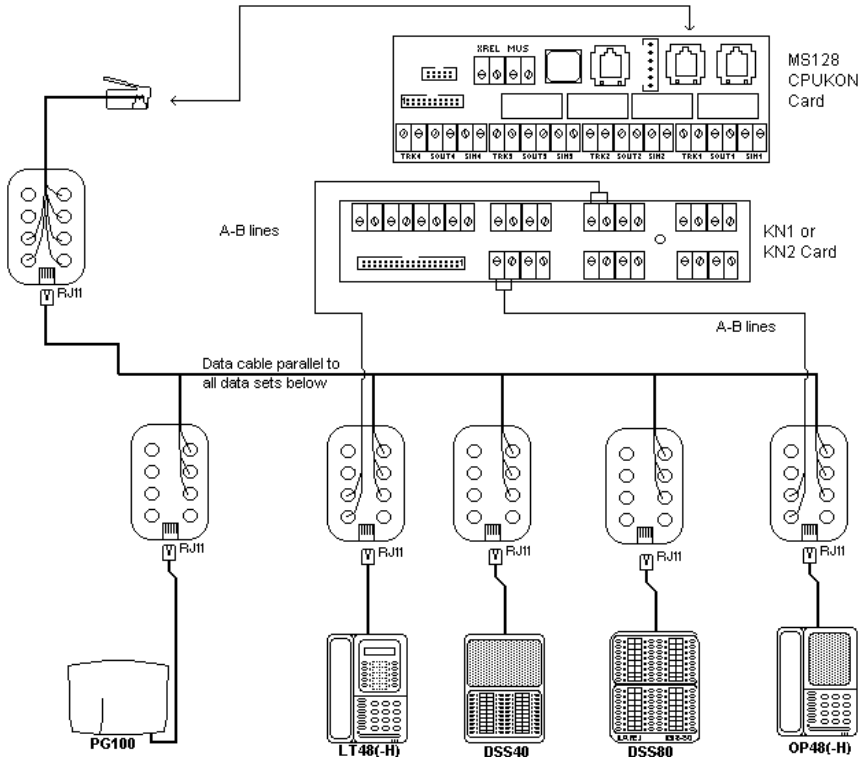 XREL MUS
MS128
CPUKON
Card
TRK4 SOUT4 SIN4 TRK3 SOUT3 SIN3 TRK2 SOUT2 SIN2 TRK1 SOUT1 SIN1
A-B lines
KN1 or
KN2 Card
RJ11
A-B lines
Data cable parallel to
all data sets below
RJ11
RJ11
RJ11
RJ11
RJ11
PG100
LT48(-H)
DSS40
DSS80
OP48(-H)